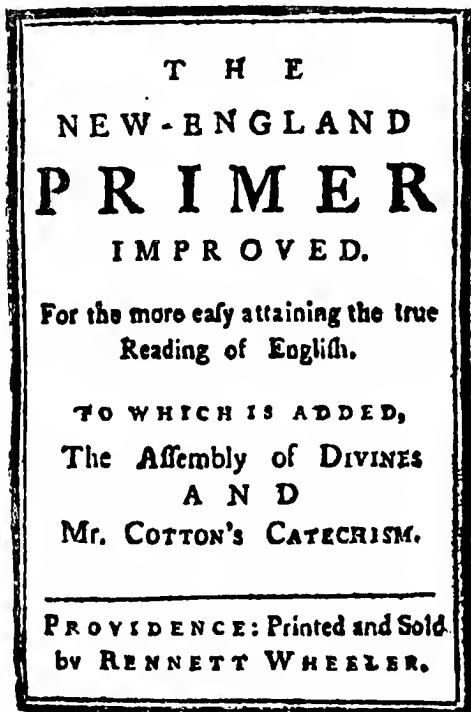 T H E
NEW-ENGLAND
PRIMER
IMPROVED.
For the more eaſy attaining the true
Reading of Engliſh.
TO WHICH IS ADDED,
The Aſſembly of DIVINES
AND
Mr. COTTON'S CATECHISM.
PROVIDENCE: Printed and Sold
by BENNETT WHEELER.